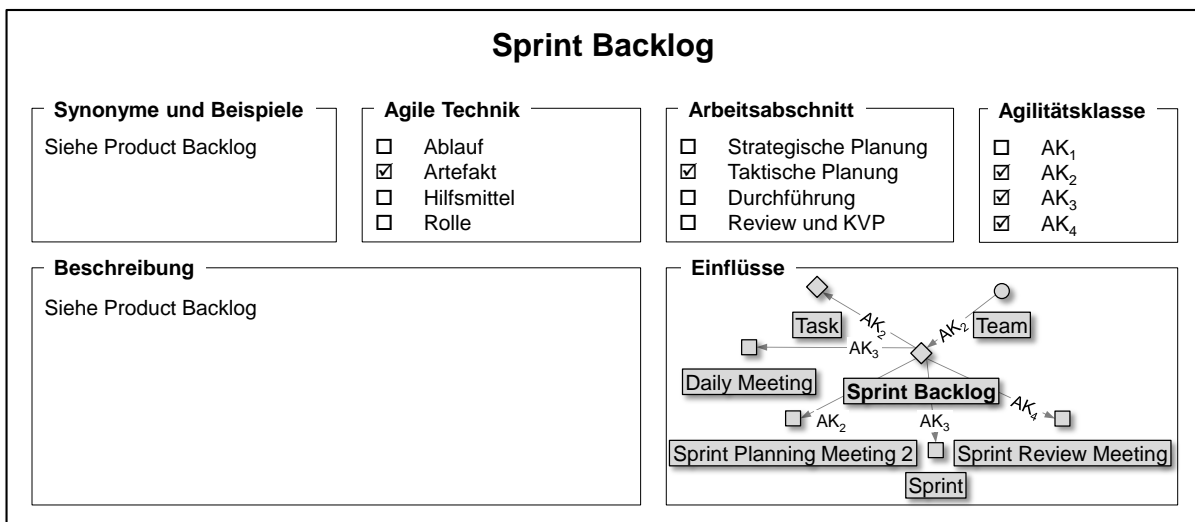 Sprint Backlog
Synonyme und Beispiele
Siehe Product Backlog
Agile Technik
☐ Ablauf
☑ Artefakt
☐ Hilfsmittel
☐ Rolle
Arbeitsabschnitt
☐ Strategische Planung
☑ Taktische Planung
☐ Durchführung
☐ Review und KVP
Agilitätsklasse
☐ AK₁
☑ AK₂
☑ AK₃
☑ AK₄
Beschreibung
Siehe Product Backlog
Einflüsse
Task
AK₂
AK₂
Team
AK₃
Daily Meeting
Sprint Backlog
AK₂
AK₃
AK₄
Sprint Planning Meeting 2
Sprint Review Meeting
Sprint